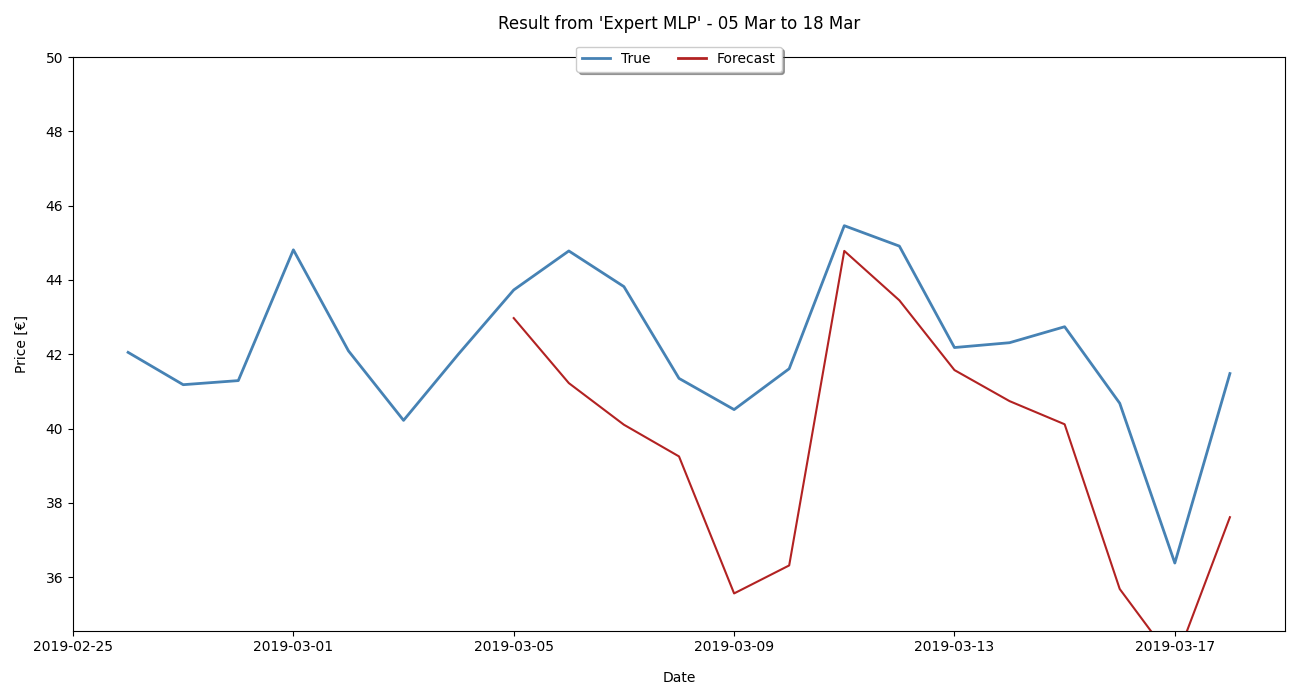 Result from 'Expert MLP' - 05 Mar to 18 Mar
True Forecast
50
48
46
44
42
40
38
36
Price [€]
2019-02-25 2019-03-01 2019-03-05 2019-03-09 2019-03-13 2019-03-17
Date